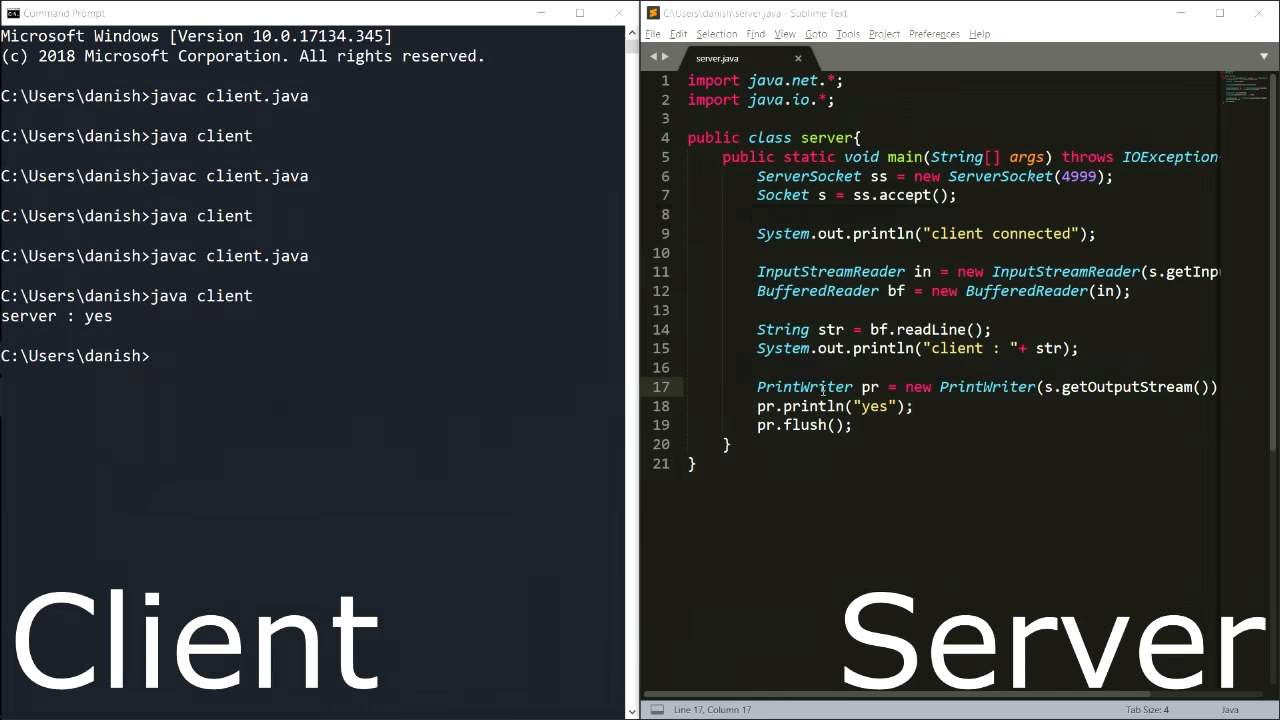 Command Prompt
Microsoft Windows [Version 10.0.17134.345]
(c) 2018 Microsoft Corporation. All rights reserved.
C:\Users\danish>javac client.java
C:\Users\danish>java client
C:\Users\danish>javac client.java
C:\Users\danish>java client
C:\Users\danish>javac client.java
C:\Users\danish>java client
server : yes
C:\Users\danish>
Client
C:\Users\danish\server.java - Sublime Text
File Edit Selection Find View Goto Tools Project Preferences Help
server.java
1 import java.net.*;
2 import java.io.*;
3
4 public class server{
5 public static void main(String[] args) throws IOException
6 ServerSocket ss = new ServerSocket(4999);
7 Socket s = ss.accept();
8
9 System.out.println("client connected");
10
11 InputStreamReader in = new InputStreamReader(s.getInpu
12 BufferedReader bf = new BufferedReader(in);
13
14 String str = bf.readLine();
15 System.out.println("client : "+ str);
16
17 PrintWriter pr = new PrintWriter(s.getOutputStream())
18 pr.println("yes");
19 pr.flush();
20 }
21 }
Server
Line 17, Column 17
Tab Size: 4
Java